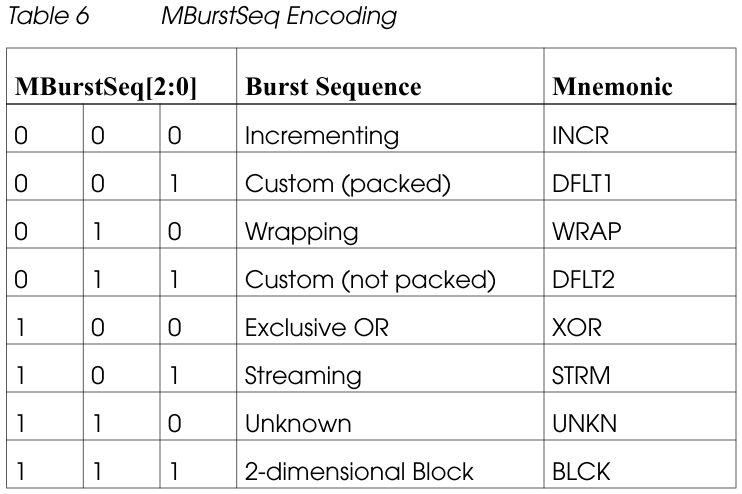 Table 6 MBurstSeq Encoding
MBurstSeq[2:0] Burst Sequence Mnemonic
0 0 0 Incrementing INCR
0 0 1 Custom (packed) DFLT1
0 1 0 Wrapping WRAP
0 1 1 Custom (not packed) DFLT2
1 0 0 Exclusive OR XOR
1 0 1 Streaming STRM
1 1 0 Unknown UNKN
1 1 1 2-dimensional Block BLCK